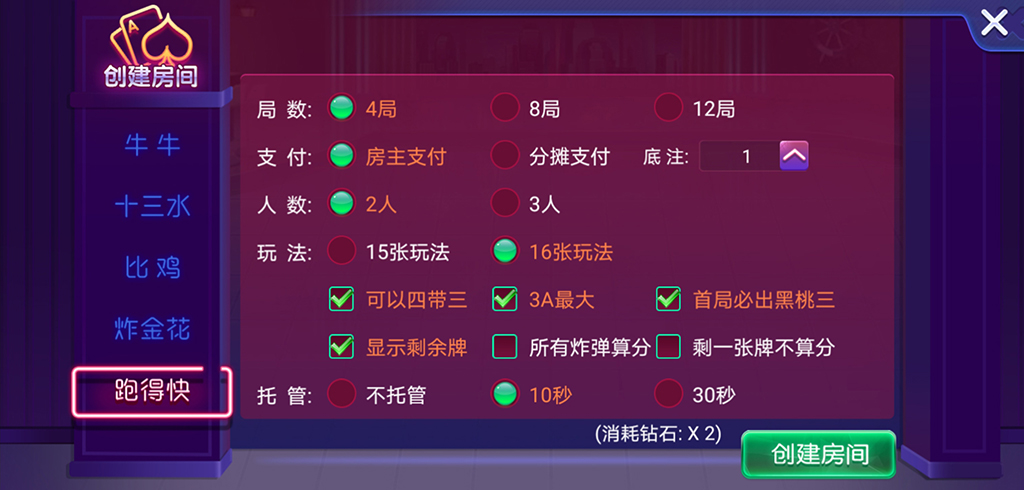 A
创建房间
牛牛
十三水
比鸡
炸金花
跑得快
局 数: 4局 8局 12局
支 付: 房主支付 分摊支付 底 注: 1
人 数: 2人 3人
玩 法: 15张玩法 16张玩法
可以四带三 3A最大 首局必出黑桃三
显示剩余牌 所有炸弹算分 剩一张牌不算分
托 管: 不托管 10秒 30秒
(消耗钻石: X 2)
创建房间